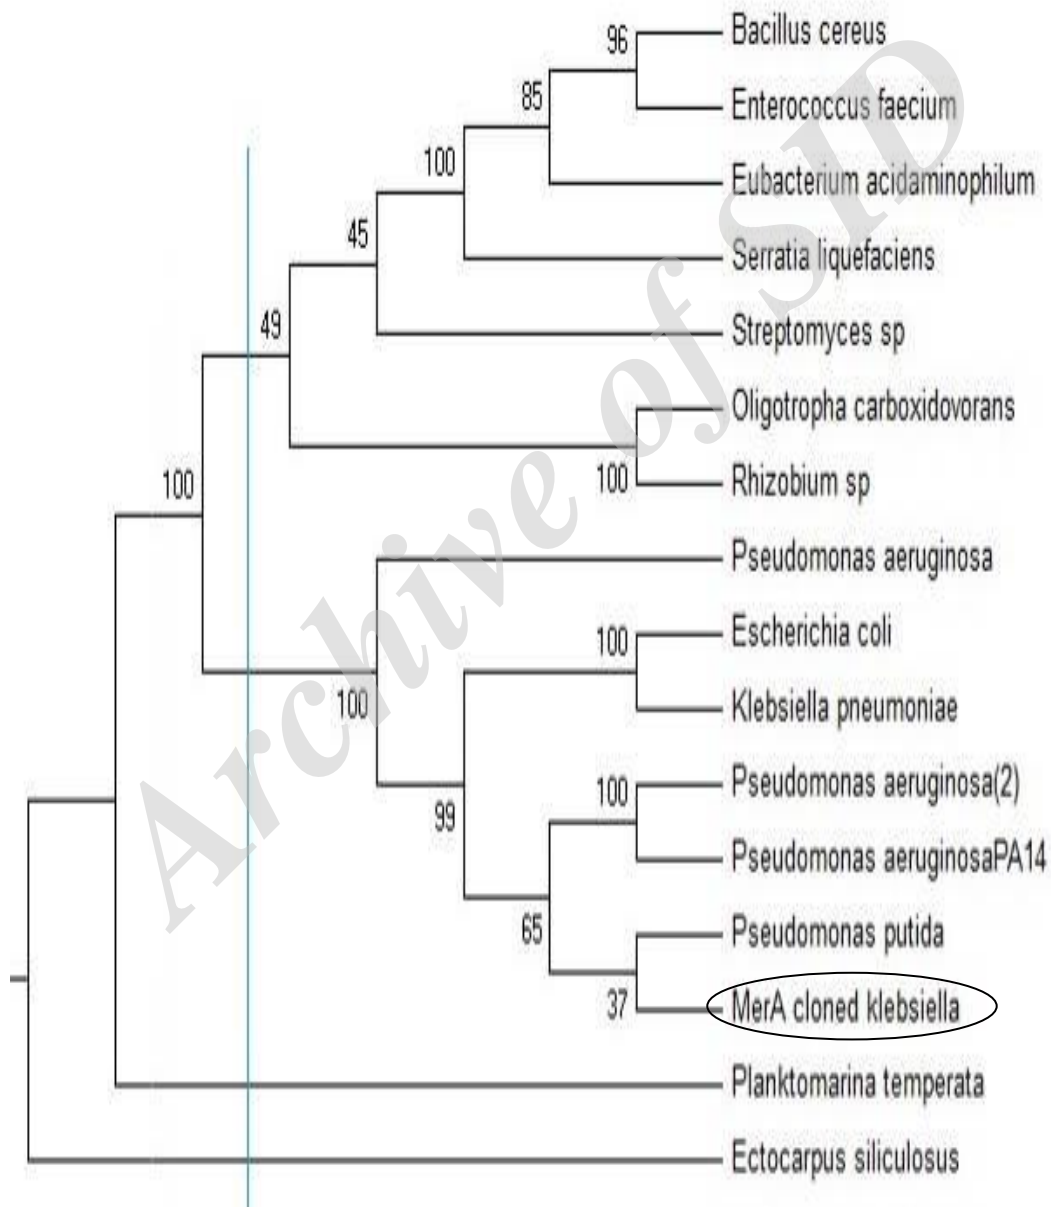 96
Bacillus cereus
85
Enterococcus faecium
100
Eubacterium acidaminophilum
45
Serratia liquefaciens
49
Streptomyces sp
Oligotropha carboxidovorans
100
Rhizobium sp
100
Pseudomonas aeruginosa
100
Escherichia coli
100
Klebsiella pneumoniae
100
Pseudomonas aeruginosa(2)
99
Pseudomonas aeruginosaPA14
65
Pseudomonas putida
37
MerA cloned klebsiella
Planktomarina temperata
Ectocarpus siliculosus
Archive of SID